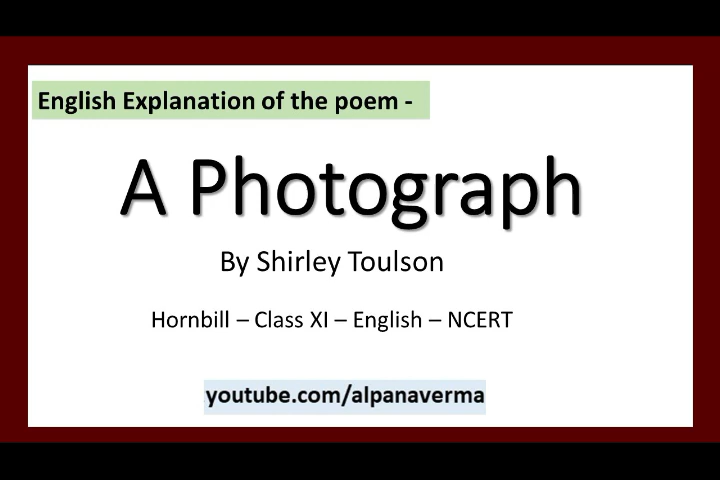 English Explanation of the poem -
A Photograph
By Shirley Toulson
Hornbill – Class XI – English – NCERT
youtube.com/alpanaverma